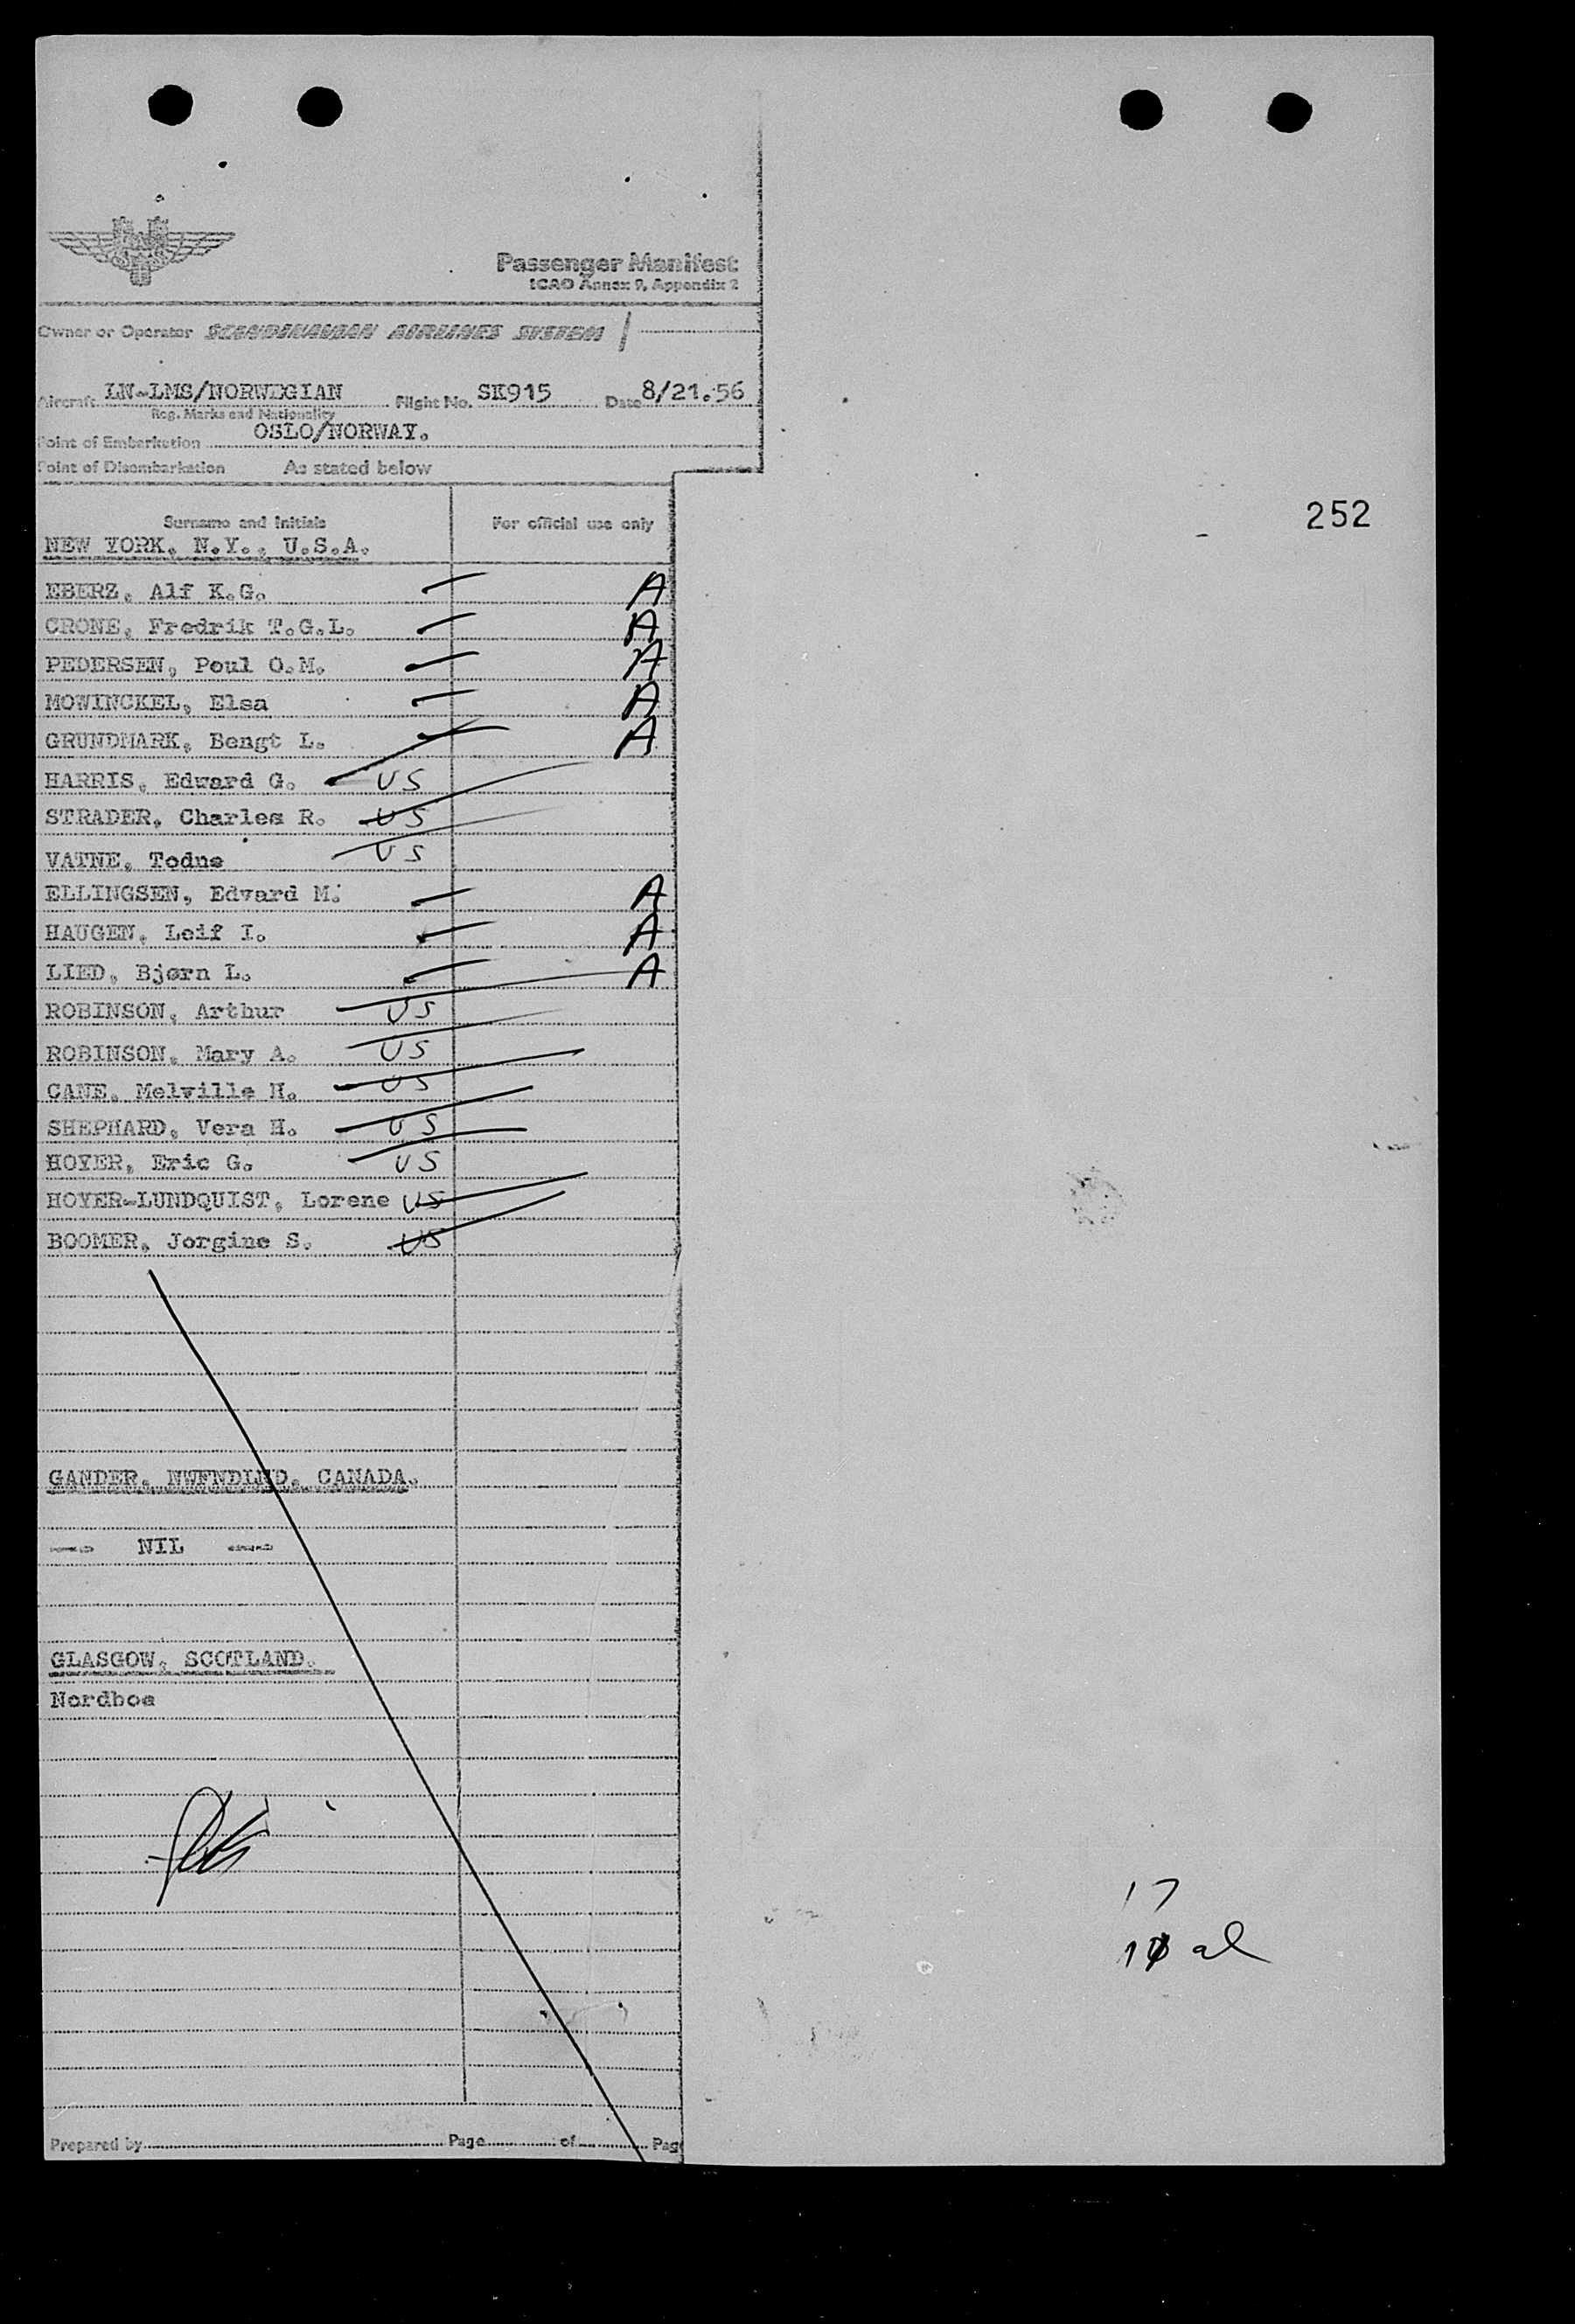 Passenger Manifest
ICAO Annex 9, Appendix 2
Owner or Operator SCANDINAVIAN AIRLINES SYSTEM
Aircraft LN-LMS/NORWEGIAN Flight No. SK915 Date 8/21.56
Reg. Marks and Nationality
Point of Embarkation OSLO/NORWAY.
Point of Disembarkation As stated below
252
Surname and Initials For official use only
NEW YORK, N.Y., U.S.A.
EBERZ, Alf K.G. A
CRONE, Fredrik T.G.L. A
PEDERSEN, Poul O.M. A
MOWINCKEL, Elsa A
GRUNDMARK, Bengt L. A
HARRIS, Edward G. US
STRADER, Charles R. US
VATNE, Todne US
ELLINGSEN, Edvard M. A
HAUGEN, Leif I. A
LIED, Bjørn L. A
ROBINSON, Arthur US
ROBINSON, Mary A. US
CANE, Melville H. US
SHEPHARD, Vera H. US
HOYER, Eric G. US
HOYER-LUNDQUIST, Lorene US
BOOMER, Jorgine S. US
GANDER, NWFNDLND, CANADA.
--- NIL ---
GLASGOW, SCOTLAND.
Nordboe
17
al
Prepared by Page of Pag